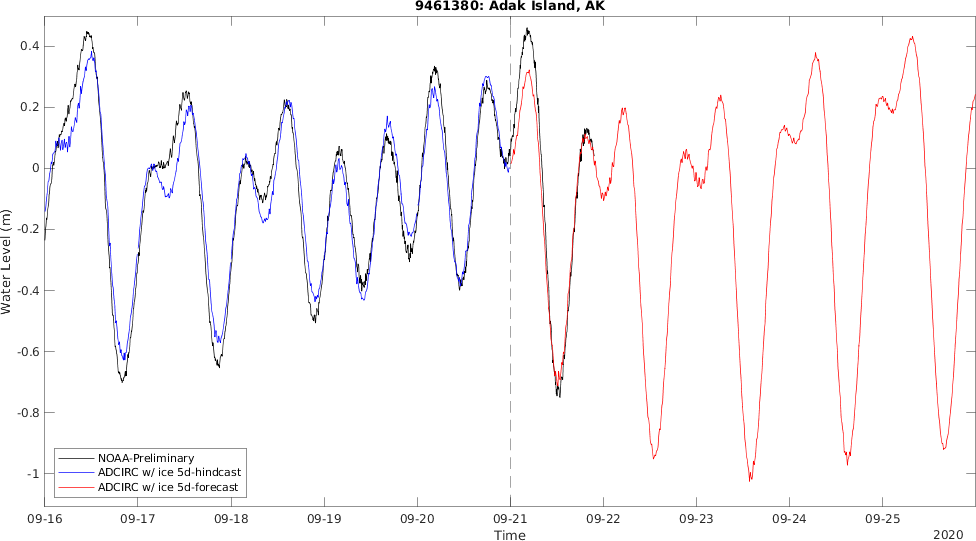 9461380: Adak Island, AK
0.4
0.2
0
-0.2
-0.4
-0.6
-0.8
-1
Water Level (m)
NOAA-Preliminary
ADCIRC w/ ice 5d-hindcast
ADCIRC w/ ice 5d-forecast
09-16 09-17 09-18 09-19 09-20 09-21 09-22 09-23 09-24 09-25
Time
2020